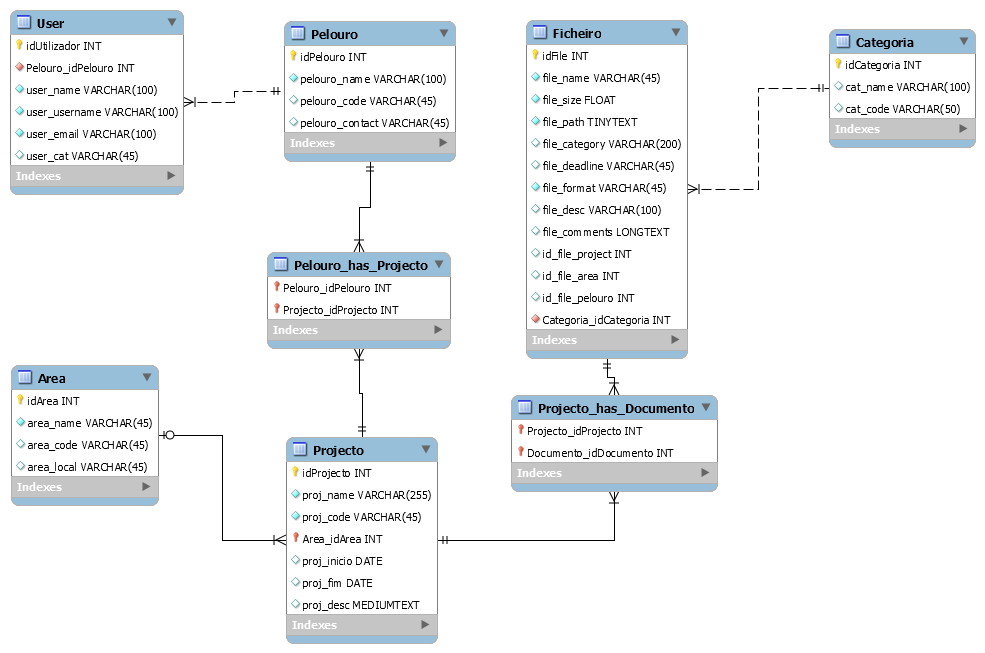 User
idUtilizador INT
Pelouro_idPelouro INT
user_name VARCHAR(100)
user_username VARCHAR(100)
user_email VARCHAR(100)
user_cat VARCHAR(45)
Indexes
Pelouro
idPelouro INT
pelouro_name VARCHAR(100)
pelouro_code VARCHAR(45)
pelouro_contact VARCHAR(45)
Indexes
Ficheiro
idFile INT
file_name VARCHAR(45)
file_size FLOAT
file_path TINYTEXT
file_category VARCHAR(200)
file_deadline VARCHAR(45)
file_format VARCHAR(45)
file_desc VARCHAR(100)
file_comments LONGTEXT
id_file_project INT
id_file_area INT
id_file_pelouro INT
Categoria_idCategoria INT
Indexes
Categoria
idCategoria INT
cat_name VARCHAR(100)
cat_code VARCHAR(50)
Indexes
Pelouro_has_Projecto
Pelouro_idPelouro INT
Projecto_idProjecto INT
Indexes
Area
idArea INT
area_name VARCHAR(45)
area_code VARCHAR(45)
area_local VARCHAR(45)
Indexes
Projecto
idProjecto INT
proj_name VARCHAR(255)
proj_code VARCHAR(45)
Area_idArea INT
proj_inicio DATE
proj_fim DATE
proj_desc MEDIUMTEXT
Indexes
Projecto_has_Documento
Projecto_idProjecto INT
Documento_idDocumento INT
Indexes